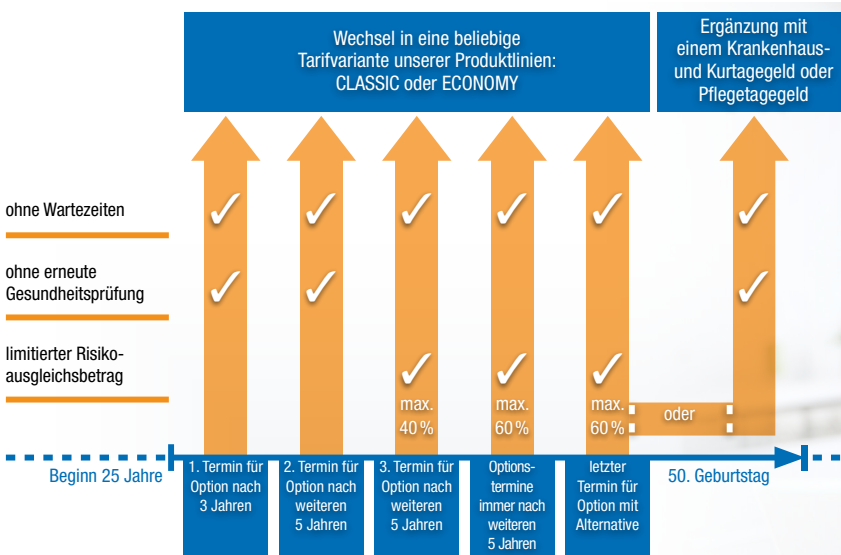 Wechsel in eine beliebige
Tarifvariante unserer Produktlinien:
CLASSIC oder ECONOMY
Ergänzung mit
einem Krankenhaus-
und Kurtagegeld oder
Pflegetagegeld
ohne Wartezeiten
ohne erneute
Gesundheitsprüfung
limitierter Risiko-
ausgleichsbetrag
max.
40 %
max.
60 %
max.
60 %
oder
Beginn 25 Jahre
1. Termin für
Option nach
3 Jahren
2. Termin für
Option nach
weiteren
5 Jahren
3. Termin für
Option nach
weiteren
5 Jahren
Options-
termine
immer nach
weiteren
5 Jahren
letzter
Termin für
Option mit
Alternative
50. Geburtstag